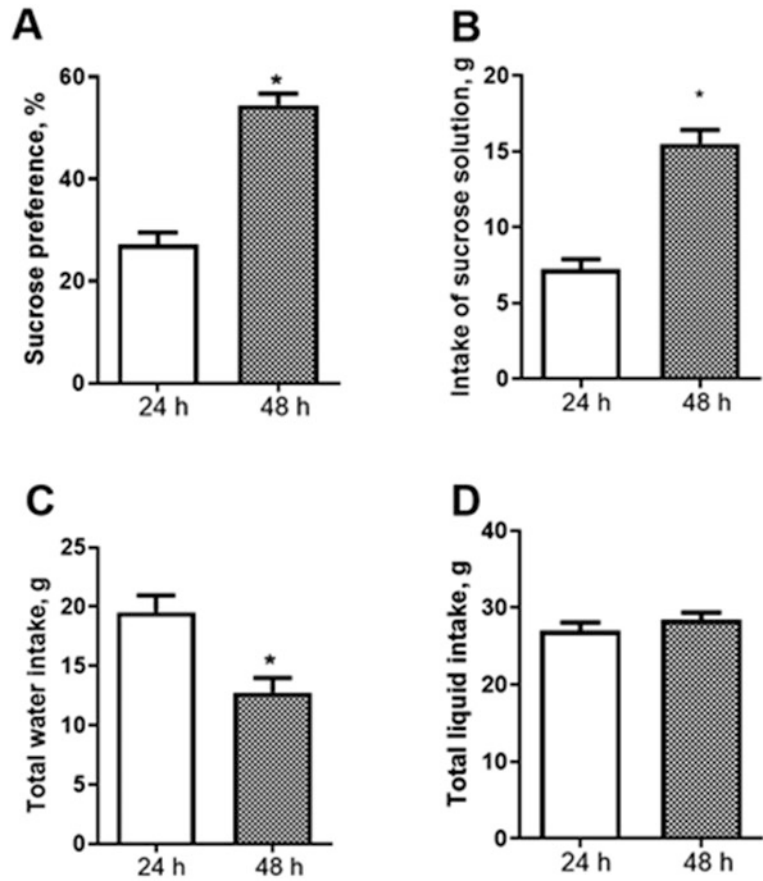 A
Sucrose preference, %
60
40
20
0
*
24 h
48 h
B
Intake of sucrose solution, g
20
15
10
5
0
*
24 h
48 h
C
Total water intake, g
25
20
15
10
5
0
*
24 h
48 h
D
Total liquid intake, g
40
30
20
10
0
24 h
48 h